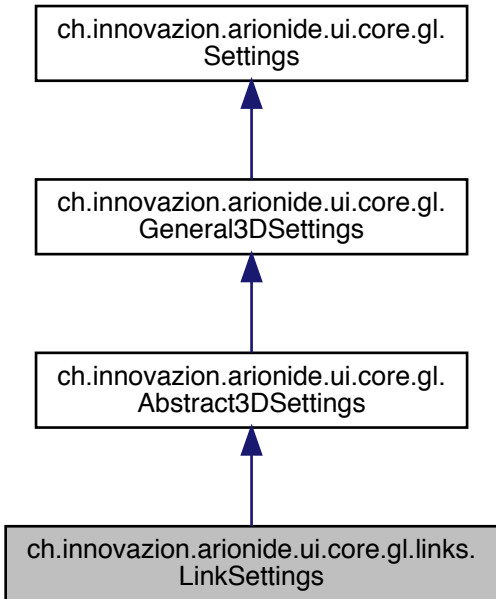 ch.innovazion.arionide.ui.core.gl.
Settings
ch.innovazion.arionide.ui.core.gl.
General3DSettings
ch.innovazion.arionide.ui.core.gl.
Abstract3DSettings
ch.innovazion.arionide.ui.core.gl.links.
LinkSettings